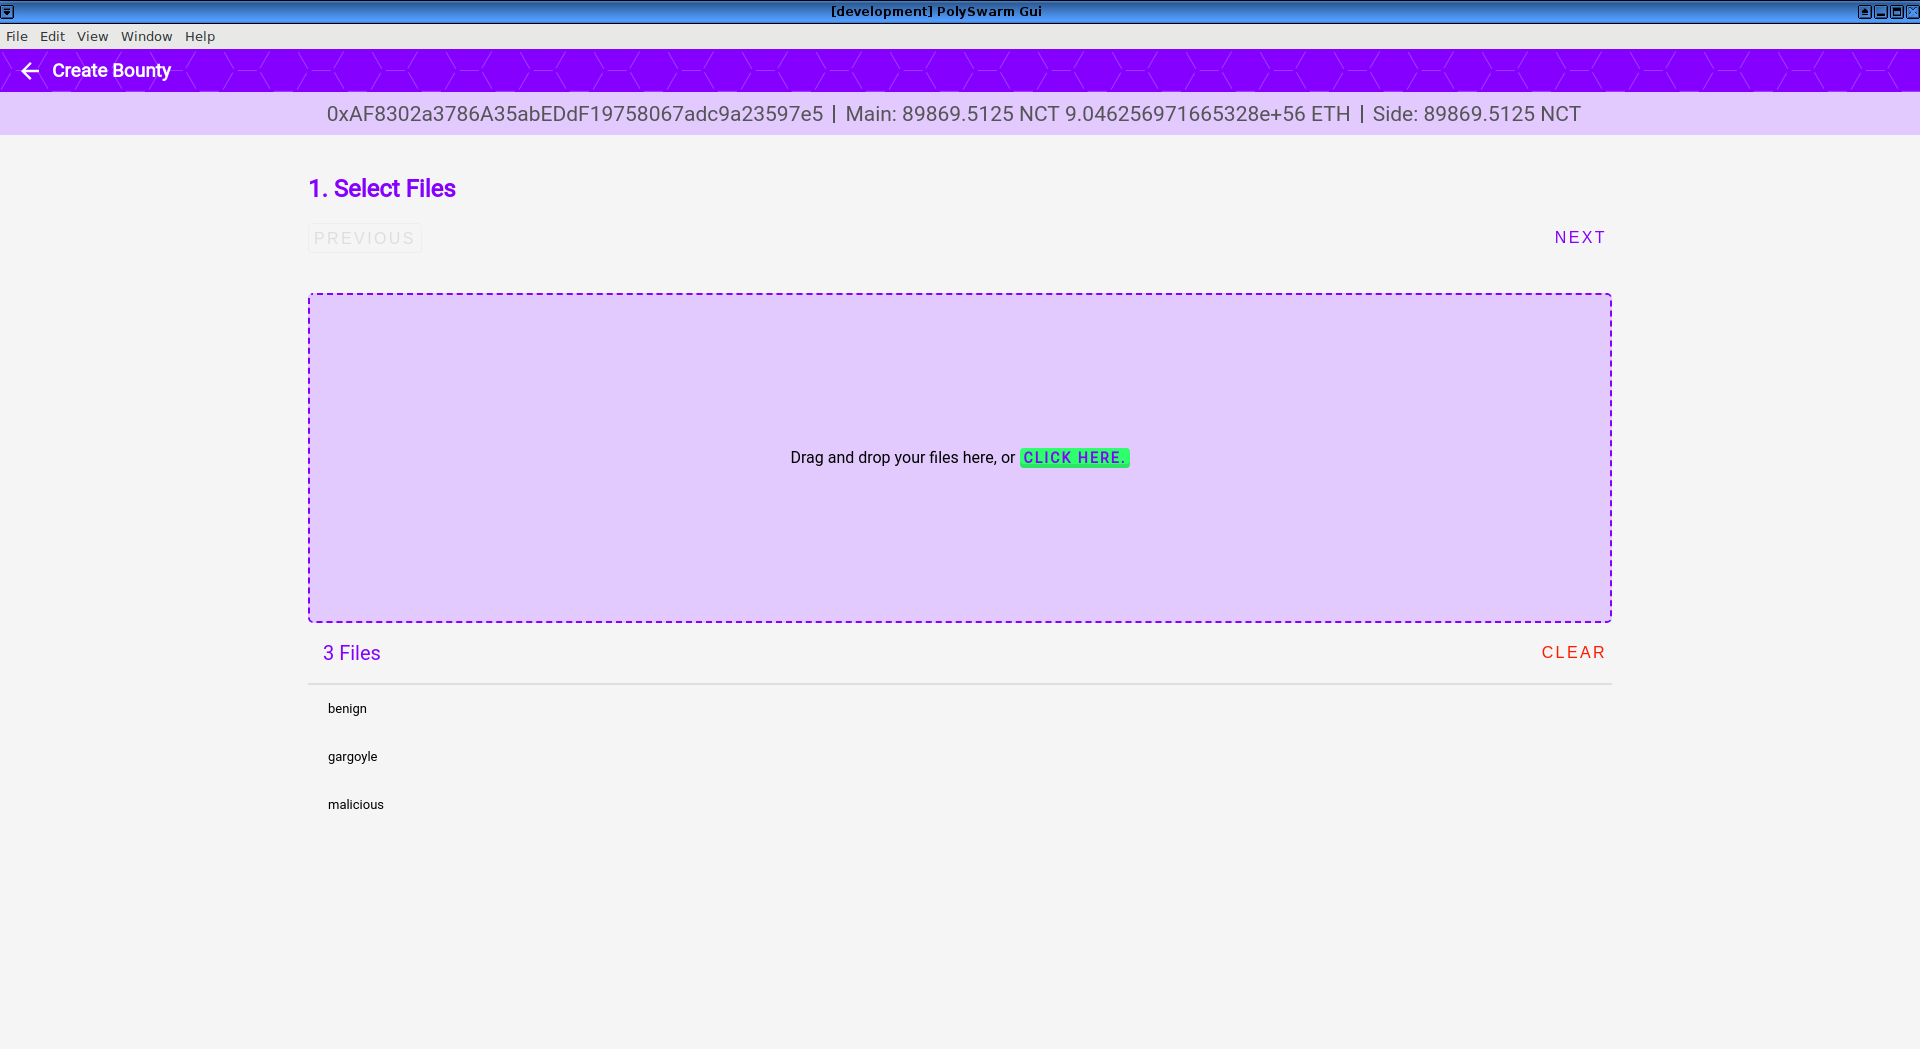 [development] PolySwarm Gui
File Edit View Window Help
Create Bounty
0xAF8302a3786A35abEDdF19758067adc9a23597e5 | Main: 89869.5125 NCT 9.046256971665328e+56 ETH | Side: 89869.5125 NCT
1. Select Files
PREVIOUS NEXT
Drag and drop your files here, or CLICK HERE.
3 Files CLEAR
benign
gargoyle
malicious